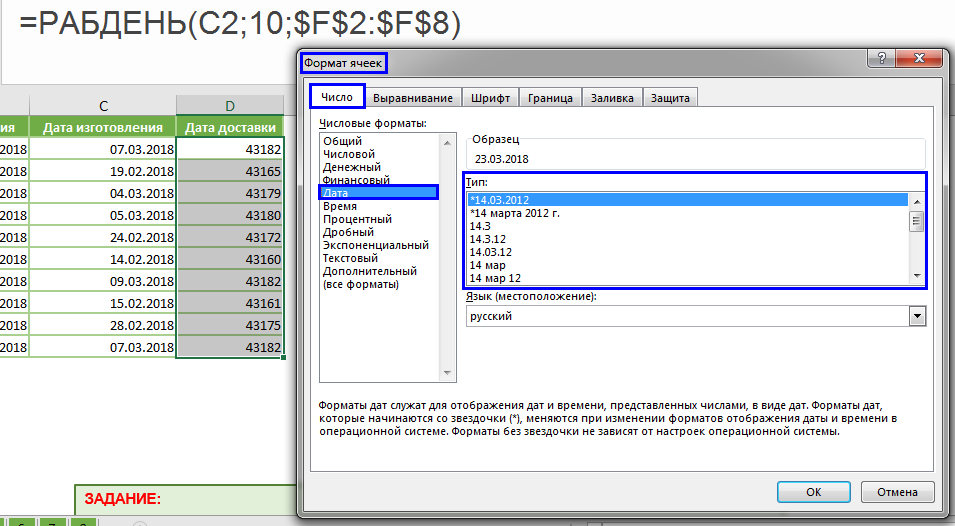 =РАБДЕНЬ(C2;10;$F$2:$F$8)
Формат ячеек
Число Выравнивание Шрифт Граница Заливка Защита
Числовые форматы:
Общий
Числовой
Денежный
Финансовый
Дата
Время
Процентный
Дробный
Экспоненциальный
Текстовый
Дополнительный
(все форматы)
Образец
23.03.2018
Тип:
*14.03.2012
*14 марта 2012 г.
14.3
14.3.12
14.03.12
14 мар
14 мар 12
Язык (местоположение):
русский
Форматы дат служат для отображения дат и времени, представленных числами, в виде дат. Форматы дат,
которые начинаются со звездочки (*), меняются при изменении форматов отображения даты и времени в
операционной системе. Форматы без звездочки не зависят от настроек операционной системы.
ОК Отмена
C D
ия Дата изготовления Дата доставки
2018 07.03.2018 43182
2018 19.02.2018 43165
2018 04.03.2018 43179
2018 05.03.2018 43180
2018 24.02.2018 43172
2018 14.02.2018 43160
2018 09.03.2018 43182
2018 15.02.2018 43161
2018 28.02.2018 43175
2018 07.03.2018 43182
ЗАДАНИЕ: